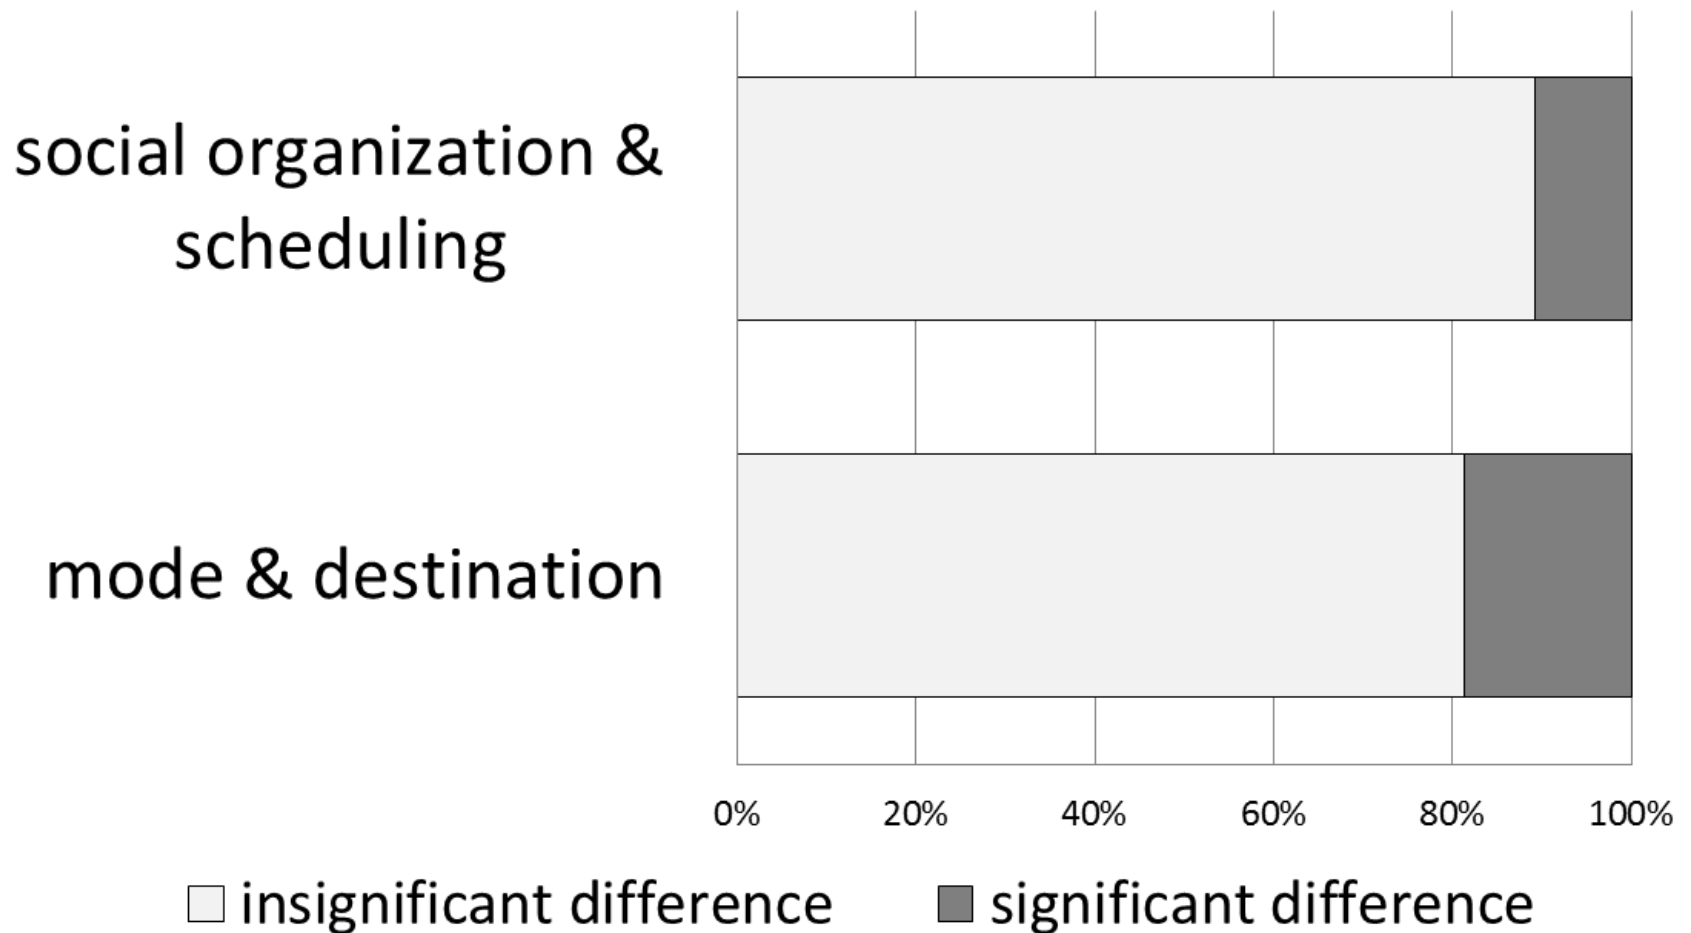 social organization &
scheduling
mode & destination
0% 20% 40% 60% 80% 100%
insignificant difference significant difference